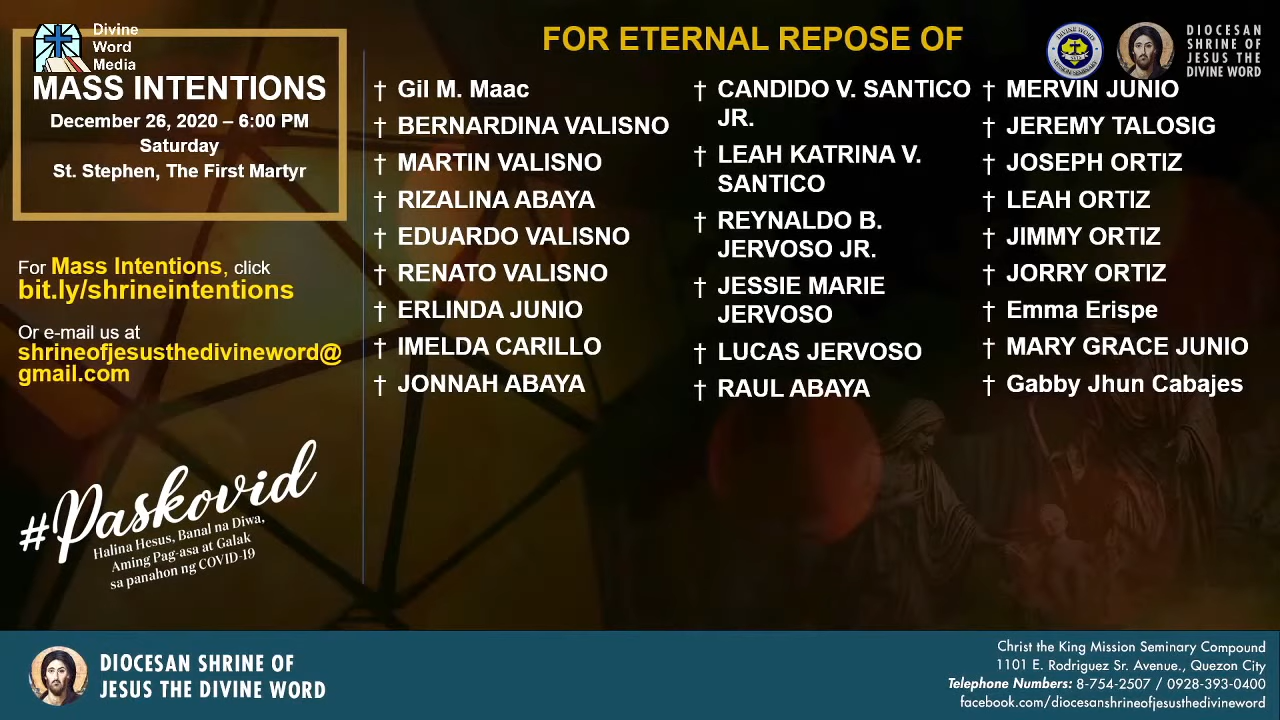 Divine
Word
Media
MASS INTENTIONS
December 26, 2020 – 6:00 PM
Saturday
St. Stephen, The First Martyr
For Mass Intentions, click
bit.ly/shrineintentions
Or e-mail us at
shrineofjesusthedivineword@
gmail.com
#Paskovid
Halina Hesus, Banal na Diwa,
Aming Pag-asa at Galak
sa panahon ng COVID-19
FOR ETERNAL REPOSE OF
† Gil M. Maac
† BERNARDINA VALISNO
† MARTIN VALISNO
† RIZALINA ABAYA
† EDUARDO VALISNO
† RENATO VALISNO
† ERLINDA JUNIO
† IMELDA CARILLO
† JONNAH ABAYA
† CANDIDO V. SANTICO
JR.
† LEAH KATRINA V.
SANTICO
† REYNALDO B.
JERVOSO JR.
† JESSIE MARIE
JERVOSO
† LUCAS JERVOSO
† RAUL ABAYA
† MERVIN JUNIO
† JEREMY TALOSIG
† JOSEPH ORTIZ
† LEAH ORTIZ
† JIMMY ORTIZ
† JORRY ORTIZ
† Emma Erispe
† MARY GRACE JUNIO
† Gabby Jhun Cabajes
DIOCESAN
SHRINE OF
JESUS THE
DIVINE WORD
DIOCESAN SHRINE OF
JESUS THE DIVINE WORD
Christ the King Mission Seminary Compound
1101 E. Rodriguez Sr. Avenue., Quezon City
Telephone Numbers: 8-754-2507 / 0928-393-0400
facebook.com/diocesanshrineofjesusthedivineword